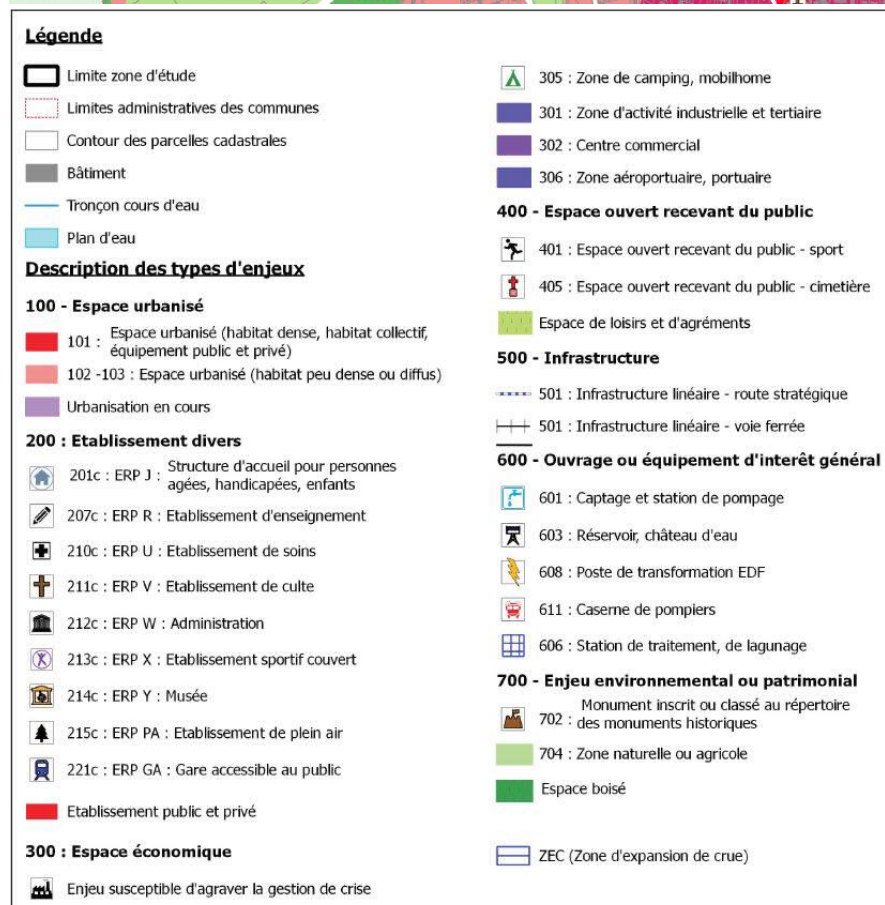 Légende
Limite zone d'étude
Limites administratives des communes
Contour des parcelles cadastrales
Bâtiment
Tronçon cours d'eau
Plan d'eau
Description des types d'enjeux
100 - Espace urbanisé
101 : Espace urbanisé (habitat dense, habitat collectif,
équipement public et privé)
102 -103 : Espace urbanisé (habitat peu dense ou diffus)
Urbanisation en cours
200 : Etablissement divers
201c : ERP J : Structure d'accueil pour personnes
agées, handicapées, enfants
207c : ERP R : Etablissement d'enseignement
210c : ERP U : Etablissement de soins
211c : ERP V : Etablissement de culte
212c : ERP W : Administration
213c : ERP X : Etablissement sportif couvert
214c : ERP Y : Musée
215c : ERP PA : Etablissement de plein air
221c : ERP GA : Gare accessible au public
Etablissement public et privé
300 : Espace économique
Enjeu susceptible d'agraver la gestion de crise
305 : Zone de camping, mobilhome
301 : Zone d'activité industrielle et tertiaire
302 : Centre commercial
306 : Zone aéroportuaire, portuaire
400 - Espace ouvert recevant du public
401 : Espace ouvert recevant du public - sport
405 : Espace ouvert recevant du public - cimetière
Espace de loisirs et d'agréments
500 - Infrastructure
501 : Infrastructure linéaire - route stratégique
501 : Infrastructure linéaire - voie ferrée
600 - Ouvrage ou équipement d'interêt général
601 : Captage et station de pompage
603 : Réservoir, château d'eau
608 : Poste de transformation EDF
611 : Caserne de pompiers
606 : Station de traitement, de lagunage
700 - Enjeu environnemental ou patrimonial
702 : Monument inscrit ou classé au répertoire
des monuments historiques
704 : Zone naturelle ou agricole
Espace boisé
ZEC (Zone d'expansion de crue)